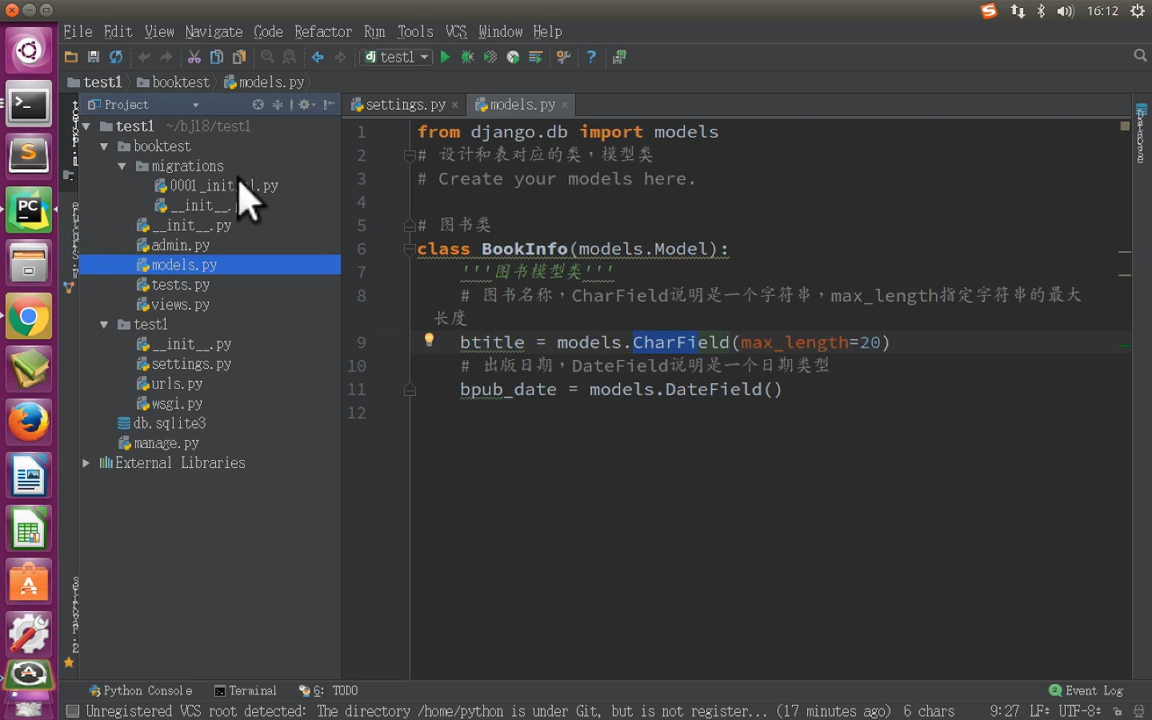 16:12
File Edit View Navigate Code Refactor Run Tools VCS Window Help
dj test1
test1 booktest models.py
Project
settings.py × models.py ×
test1 ~/bj18/test1
booktest
migrations
__init__.py
admin.py
models.py
tests.py
views.py
test1
__init__.py
settings.py
urls.py
wsgi.py
db.sqlite3
manage.py
External Libraries
1 from django.db import models
2 # 设计和表对应的类，模型类
3 # Create your models here.
4
5 # 图书类
6 class BookInfo(models.Model):
7 '''图书模型类'''
8 # 图书名称，CharField说明是一个字符串，max_length指定字符串的最大
长度
9 btitle = models.CharField(max_length=20)
10 # 出版日期，DateField说明是一个日期类型
11 bpub_date = models.DateField()
12
Python Console Terminal 6: TODO Event Log
Unregistered VCS root detected: The directory /home/python is under Git, but is not register... (17 minutes ago) 6 chars 9:27 LF÷ UTF-8÷